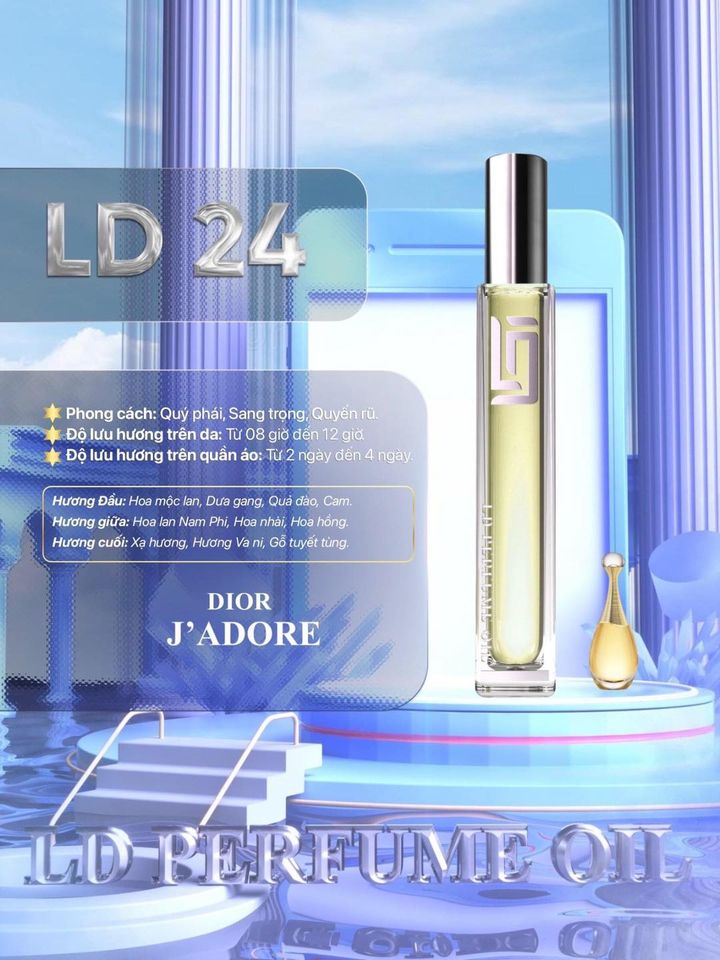 LD 24
Phong cách: Quý phái, Sang trọng, Quyến rũ.
Độ lưu hương trên da: Từ 08 giờ đến 12 giờ.
Độ lưu hương trên quần áo: Từ 2 ngày đến 4 ngày.
Hương Đầu: Hoa mộc lan, Dưa gang, Quả đào, Cam.
Hương giữa: Hoa lan Nam Phi, Hoa nhài, Hoa hồng.
Hương cuối: Xạ hương, Hương Va ni, Gỗ tuyết tùng.
DIOR
J’ADORE
LD PERFUME OIL
LD PERFUME OIL